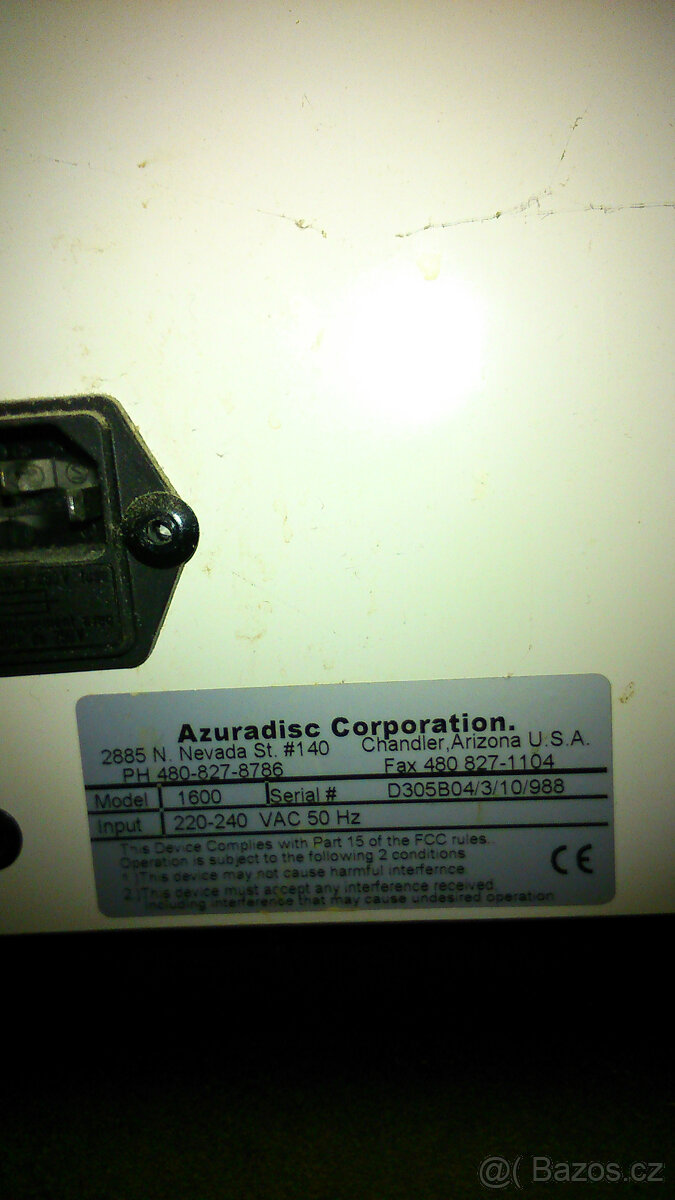 Azuradisc Corporation.
2885 N. Nevada St. #140 Chandler,Arizona U.S.A.
PH 480-827-8786 Fax 480 827-1104
Model 1600 Serial # D305B04/3/10/988
Input 220-240 VAC 50 Hz
This Device Complies with Part 15 of the FCC rules.
Operation is subject to the following 2 conditions
1.)This device may not cause harmful interfernce
2.)This device must accept any interference received
including interference that may cause undesired operation
CE
@( Bazos.cz